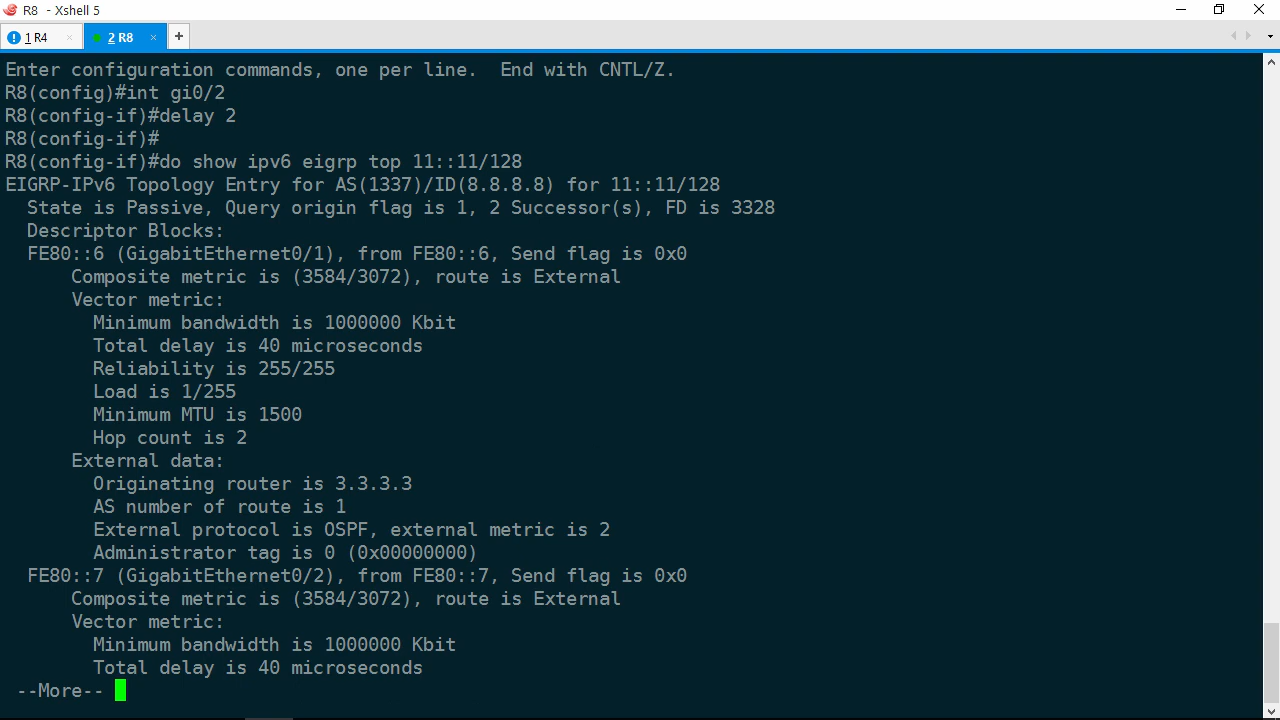 R8 - Xshell 5
1 R4 × 2 R8 × +
Enter configuration commands, one per line.  End with CNTL/Z.
R8(config)#int gi0/2
R8(config-if)#delay 2
R8(config-if)#
R8(config-if)#do show ipv6 eigrp top 11::11/128
EIGRP-IPv6 Topology Entry for AS(1337)/ID(8.8.8.8) for 11::11/128
  State is Passive, Query origin flag is 1, 2 Successor(s), FD is 3328
  Descriptor Blocks:
  FE80::6 (GigabitEthernet0/1), from FE80::6, Send flag is 0x0
      Composite metric is (3584/3072), route is External
      Vector metric:
        Minimum bandwidth is 1000000 Kbit
        Total delay is 40 microseconds
        Reliability is 255/255
        Load is 1/255
        Minimum MTU is 1500
        Hop count is 2
      External data:
        Originating router is 3.3.3.3
        AS number of route is 1
        External protocol is OSPF, external metric is 2
        Administrator tag is 0 (0x00000000)
  FE80::7 (GigabitEthernet0/2), from FE80::7, Send flag is 0x0
      Composite metric is (3584/3072), route is External
      Vector metric:
        Minimum bandwidth is 1000000 Kbit
        Total delay is 40 microseconds
 --More--